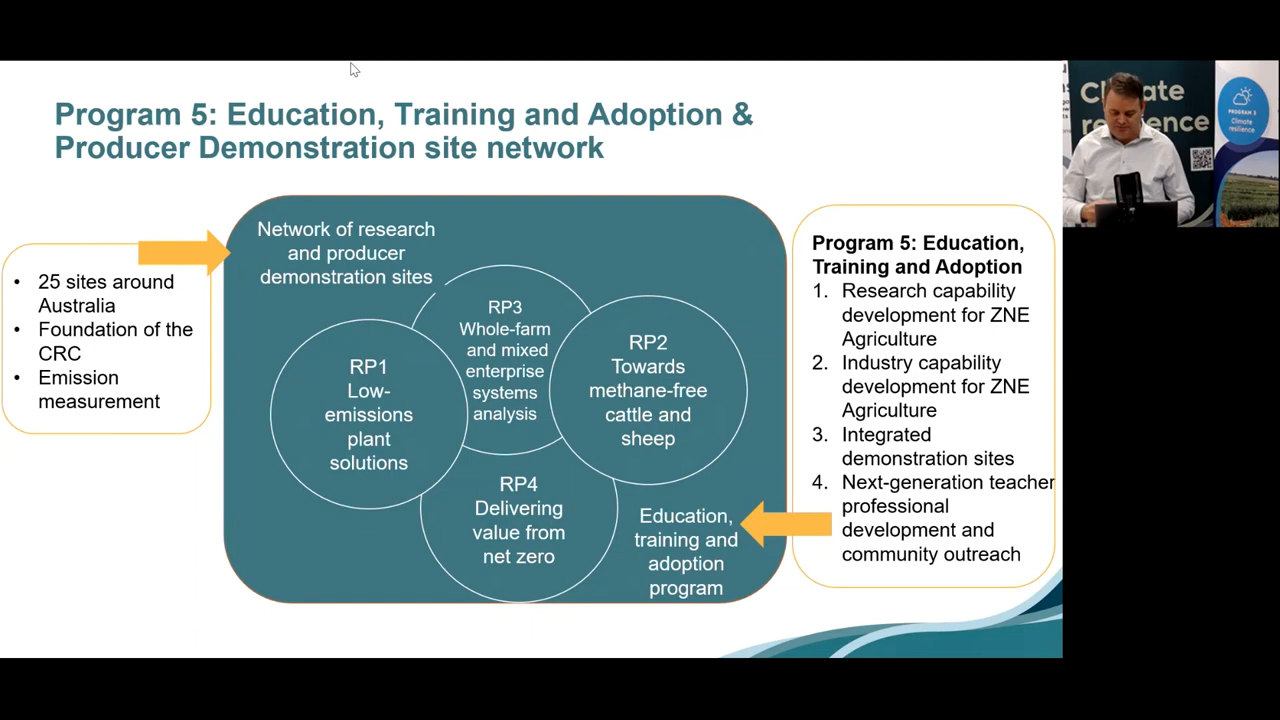 Program 5: Education, Training and Adoption &
Producer Demonstration site network
• 25 sites around
Australia
• Foundation of the
CRC
• Emission
measurement
Network of research
and producer
demonstration sites
RP1
Low-
emissions
plant
solutions
RP3
Whole-farm
and mixed
enterprise
systems
analysis
RP2
Towards
methane-free
cattle and
sheep
RP4
Delivering
value from
net zero
Education,
training and
adoption
program
Program 5: Education,
Training and Adoption
1. Research capability
development for ZNE
Agriculture
2. Industry capability
development for ZNE
Agriculture
3. Integrated
demonstration sites
4. Next-generation teacher
professional
development and
community outreach
Climate
resilience
PROGRAM 3
Climate
resilience